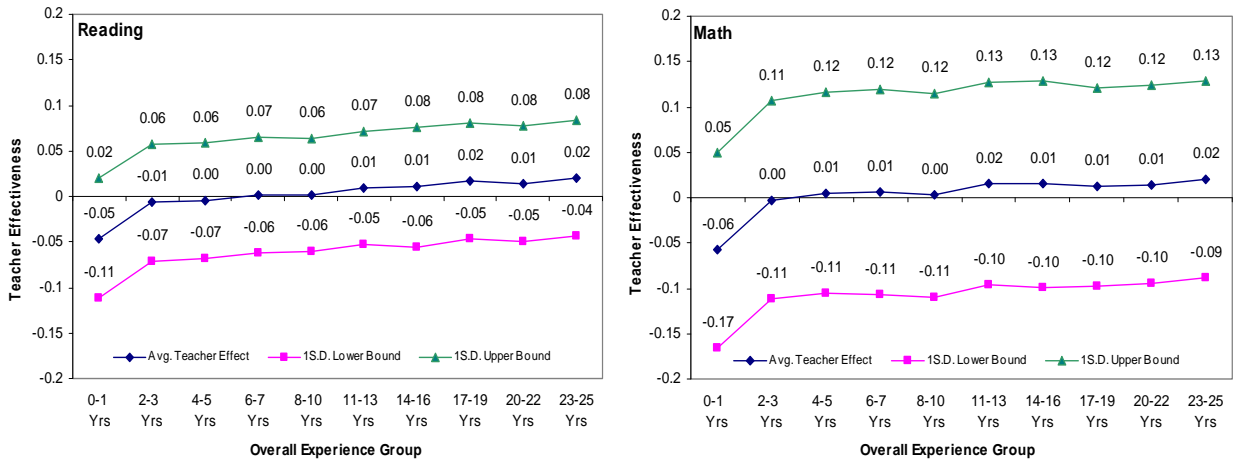 Reading
0.2
0.15
0.1
0.05
0
-0.05
-0.1
-0.15
-0.2
Teacher Effectiveness
0.02 0.06 0.06 0.07 0.06 0.07 0.08 0.08 0.08 0.08
-0.05 -0.01 0.00 0.00 0.00 0.01 0.01 0.02 0.01 0.02
-0.11 -0.07 -0.07 -0.06 -0.06 -0.05 -0.06 -0.05 -0.05 -0.04
Avg. Teacher Effect 1S.D. Lower Bound 1S.D. Upper Bound
0-1 2-3 4-5 6-7 8-10 11-13 14-16 17-19 20-22 23-25
Yrs Yrs Yrs Yrs Yrs Yrs Yrs Yrs Yrs Yrs
Overall Experience Group
Math
0.2
0.15
0.1
0.05
0
-0.05
-0.1
-0.15
-0.2
Teacher Effectiveness
0.05 0.11 0.12 0.12 0.12 0.13 0.13 0.12 0.12 0.13
-0.06 0.00 0.01 0.01 0.00 0.02 0.01 0.01 0.01 0.02
-0.17 -0.11 -0.11 -0.11 -0.11 -0.10 -0.10 -0.10 -0.10 -0.09
Avg. Teacher Effect 1S.D. Lower Bound 1S.D. Upper Bound
0-1 2-3 4-5 6-7 8-10 11-13 14-16 17-19 20-22 23-25
Yrs Yrs Yrs Yrs Yrs Yrs Yrs Yrs Yrs Yrs
Overall Experience Group